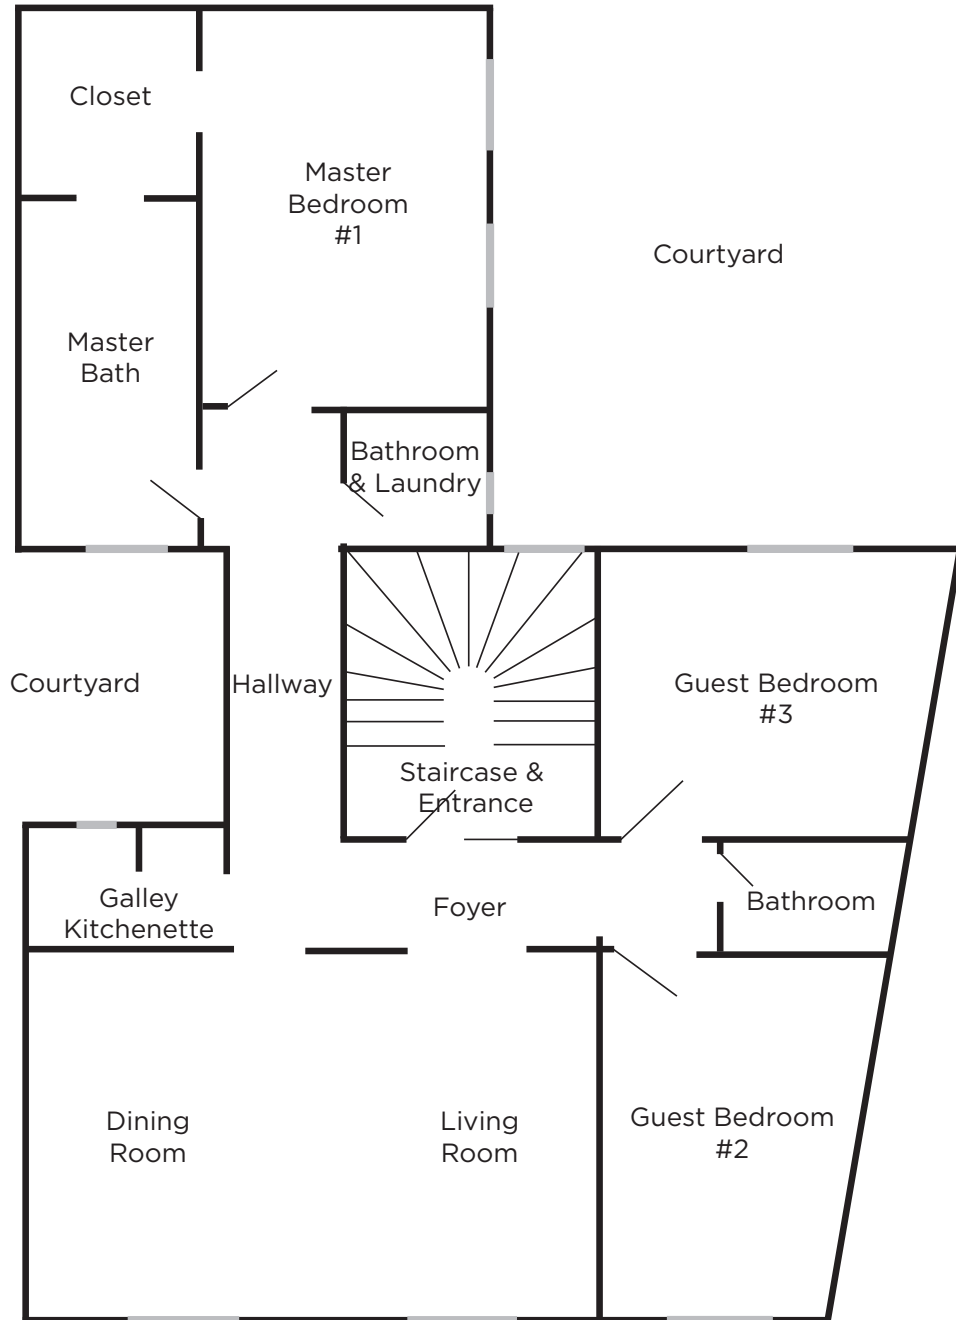 Closet
Master
Bedroom
#1
Courtyard
Master
Bath
Bathroom
& Laundry
Courtyard
Hallway
Guest Bedroom
#3
Staircase &
Entrance
Galley
Kitchenette
Foyer
Bathroom
Dining
Room
Living
Room
Guest Bedroom
#2